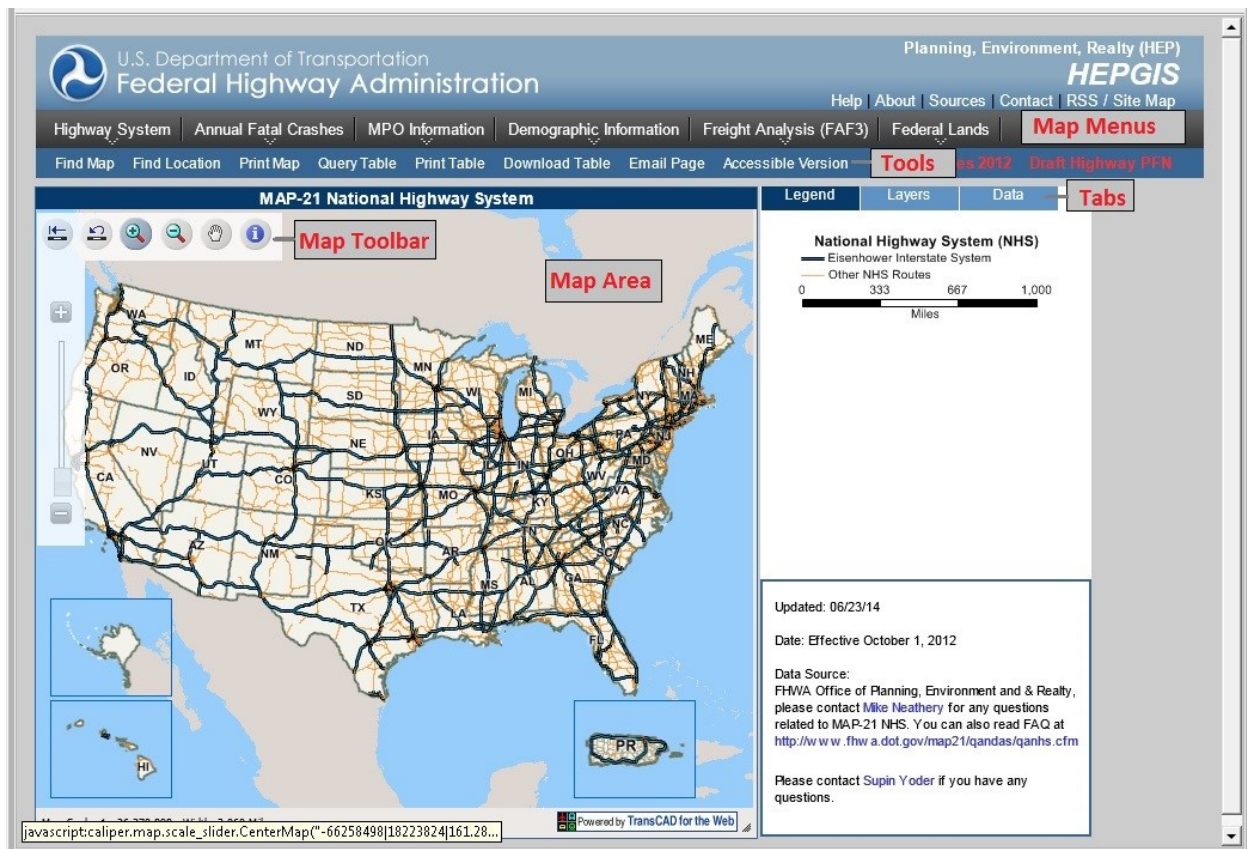 U.S. Department of Transportation
Federal Highway Administration
Planning, Environment, Realty (HEP)
HEPGIS
Help | About | Sources | Contact | RSS / Site Map
Highway System | Annual Fatal Crashes | MPO Information | Demographic Information | Freight Analysis (FAF3) | Federal Lands
Map Menus
Find Map Find Location Print Map Query Table Print Table Download Table Email Page Accessible Version
Tools
2012 Draft Highway PFN
MAP-21 National Highway System
Legend Layers Data
Tabs
Map Toolbar
Map Area
National Highway System (NHS)
Eisenhower Interstate System
Other NHS Routes
0 333 667 1,000
Miles
WA
ME
MT
ND
OR
MN
NH
ID
SD
WI
MI
NY
MA
WY
IA
PA
NJ
NE
NV
UT
IN
OH
MD
CA
CO
WV
KS
MO
KY
VA
AZ
NM
OK
AR
TN
NC
SC
MS
AL
GA
TX
LA
FL
PR
HI
Updated: 06/23/14
Date: Effective October 1, 2012
Data Source:
FHWA Office of Planning, Environment and & Realty,
please contact Mike Neathery for any questions
related to MAP-21 NHS. You can also read FAQ at
http://www.fhwa.dot.gov/map21/qandas/qanhs.cfm
Please contact Supin Yoder if you have any
questions.
Powered by TransCAD for the Web
javascript:caliper.map.scale_slider.CenterMap("-66258498|18223824|161.28...